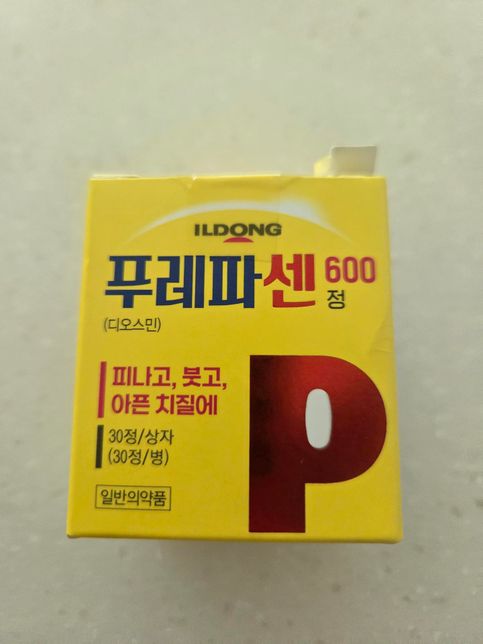 ILDONG
푸레파센 600
정
(디오스민)
피나고, 붓고,
아픈 치질에
30정/상자
(30정/병)
일반의약품
P